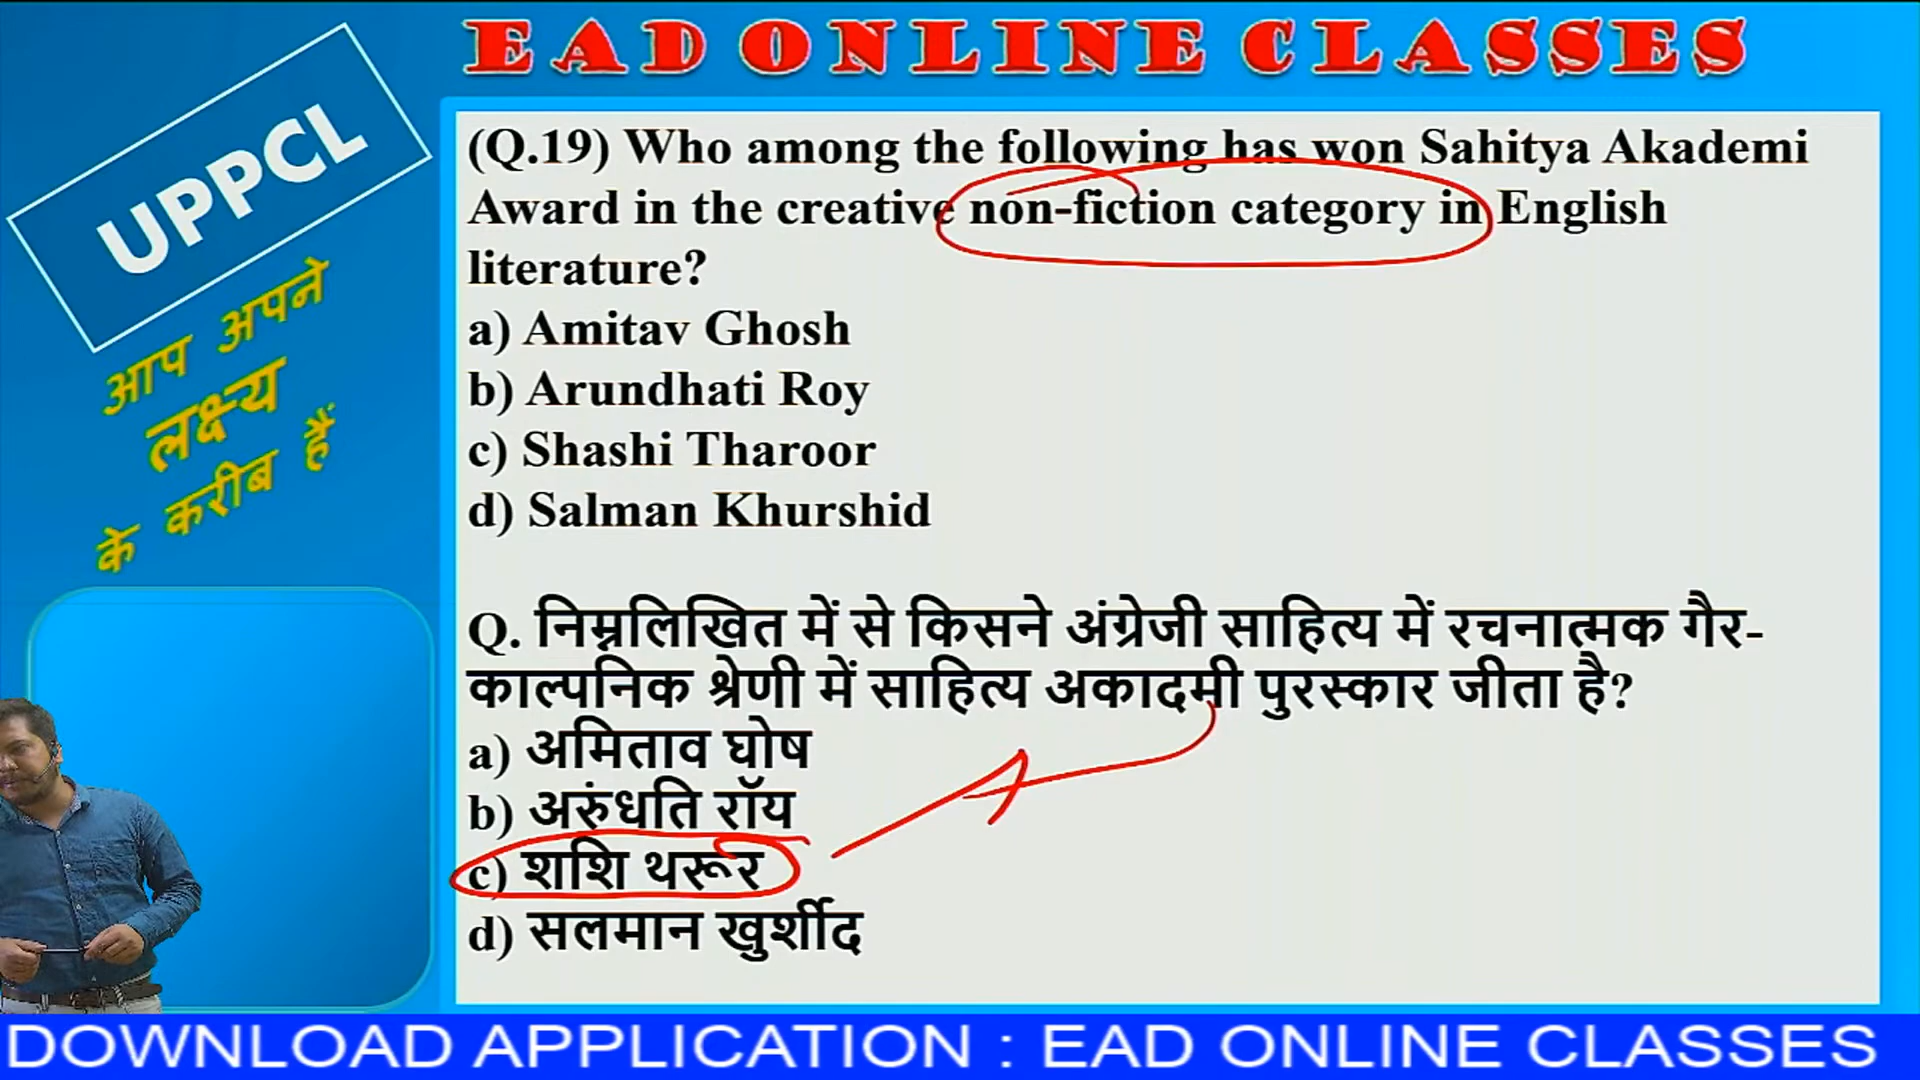 EAD ONLINE CLASSES
UPPCL
आप अपने
लक्ष्य
के करीब हैं
(Q.19) Who among the following has won Sahitya Akademi
Award in the creative non-fiction category in English
literature?
a) Amitav Ghosh
b) Arundhati Roy
c) Shashi Tharoor
d) Salman Khurshid
Q. निम्नलिखित में से किसने अंग्रेजी साहित्य में रचनात्मक गैर-
काल्पनिक श्रेणी में साहित्य अकादमी पुरस्कार जीता है?
a) अमिताव घोष
b) अरुंधति रॉय
c) शशि थरूर
d) सलमान खुर्शीद
DOWNLOAD APPLICATION : EAD ONLINE CLASSES